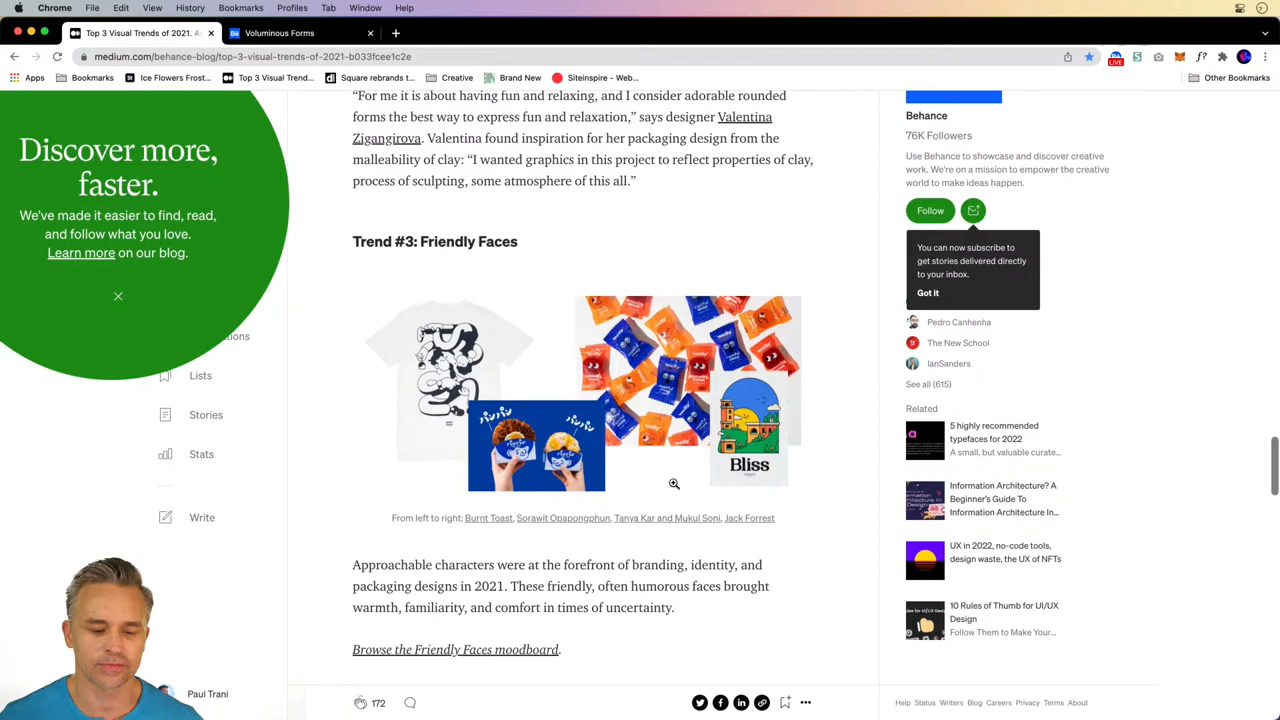 Chrome File Edit View History Bookmarks Profiles Tab Window Help
Top 3 Visual Trends of 2021. A
Bē Voluminous Forms
medium.com/behance-blog/top-3-visual-trends-of-2021-b033fcee1c2e
LIVE
f?
Apps Bookmarks Ice Flowers Frost... Top 3 Visual Trend... Square rebrands t... Creative Brand New Siteinspire - Web... Other Bookmarks
Discover more,
faster.
We've made it easier to find, read,
and follow what you love.
Learn more on our blog.
ions
Lists
Stories
Stats
Write
Paul Trani
“For me it is about having fun and relaxing, and I consider adorable rounded
forms the best way to express fun and relaxation,” says designer Valentina
Zigangirova. Valentina found inspiration for her packaging design from the
malleability of clay: “I wanted graphics in this project to reflect properties of clay,
process of sculpting, some atmosphere of this all.”
Trend #3: Friendly Faces
Bliss
From left to right: Burnt Toast, Sorawit Opapongphun, Tanya Kar and Mukul Soni, Jack Forrest
Approachable characters were at the forefront of branding, identity, and
packaging designs in 2021. These friendly, often humorous faces brought
warmth, familiarity, and comfort in times of uncertainty.
Browse the Friendly Faces moodboard.
172
Behance
76K Followers
Use Behance to showcase and discover creative
work. We're on a mission to empower the creative
world to make ideas happen.
Follow
You can now subscribe to
get stories delivered directly
to your inbox.
Got it
Pedro Canhenha
The New School
IanSanders
See all (615)
Related
5 highly recommended
typefaces for 2022
A small, but valuable curate...
Information Architecture? A
Beginner's Guide To
Information Architecture In...
UX in 2022, no-code tools,
design waste, the UX of NFTs
10 Rules of Thumb for UI/UX
Design
Follow Them to Make Your...
Help Status Writers Blog Careers Privacy Terms About